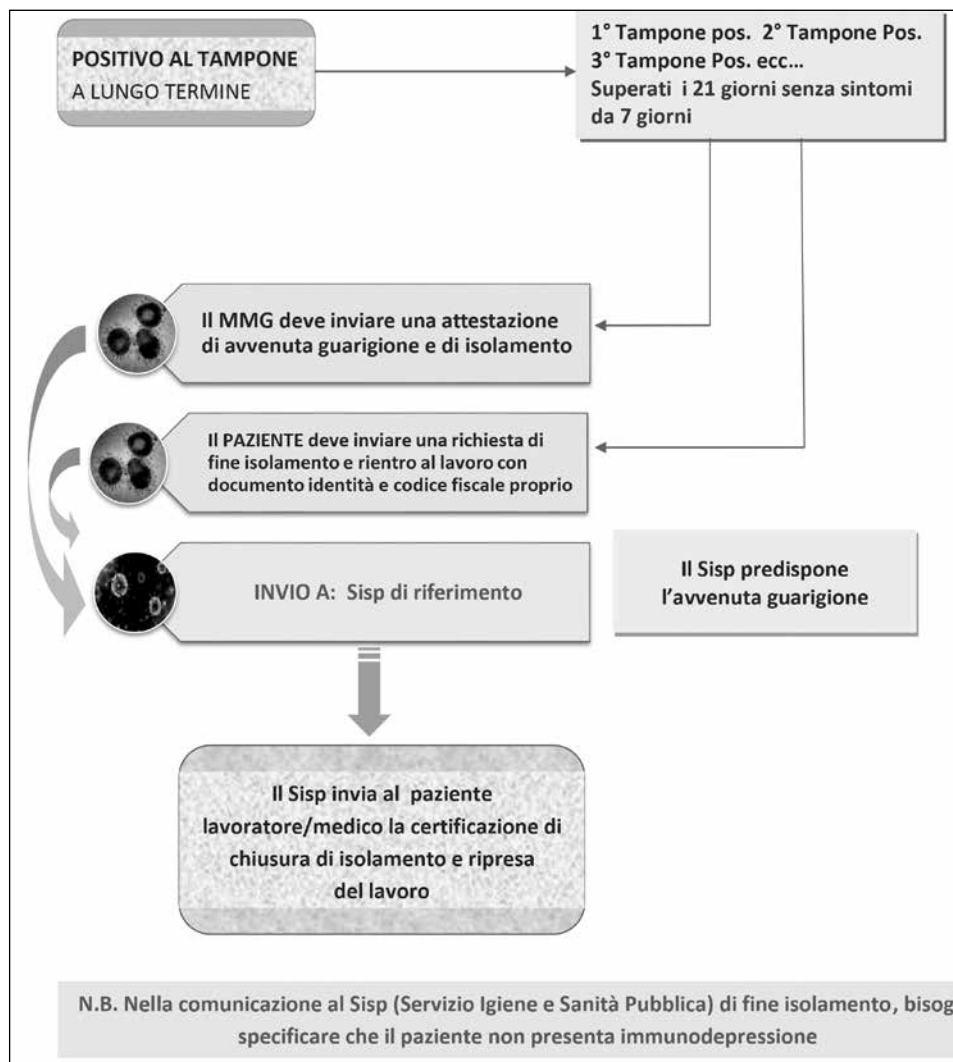 POSITIVO AL TAMPONE
A LUNGO TERMINE
1° Tampone pos. 2° Tampone Pos.
3° Tampone Pos. ecc...
Superati i 21 giorni senza sintomi
da 7 giorni
Il MMG deve inviare una attestazione
di avvenuta guarigione e di isolamento
Il PAZIENTE deve inviare una richiesta di
fine isolamento e rientro al lavoro con
documento identità e codice fiscale proprio
INVIO A: Sisp di riferimento
Il Sisp predispone
l'avvenuta guarigione
Il Sisp invia al paziente
lavoratore/medico la certificazione di
chiusura di isolamento e ripresa
del lavoro
N.B. Nella comunicazione al Sisp (Servizio Igiene e Sanità Pubblica) di fine isolamento, bisog
specificare che il paziente non presenta immunodepressione